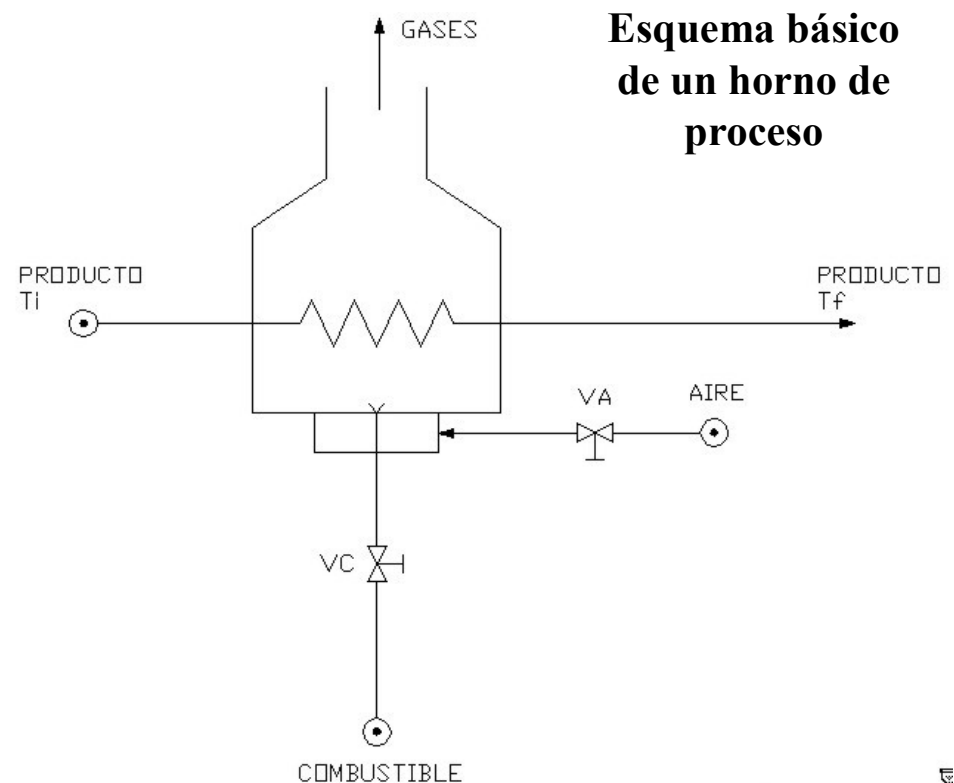 GASES
Esquema básico
de un horno de
proceso
PRODUCTO
Ti
PRODUCTO
Tf
VA
AIRE
VC
COMBUSTIBLE